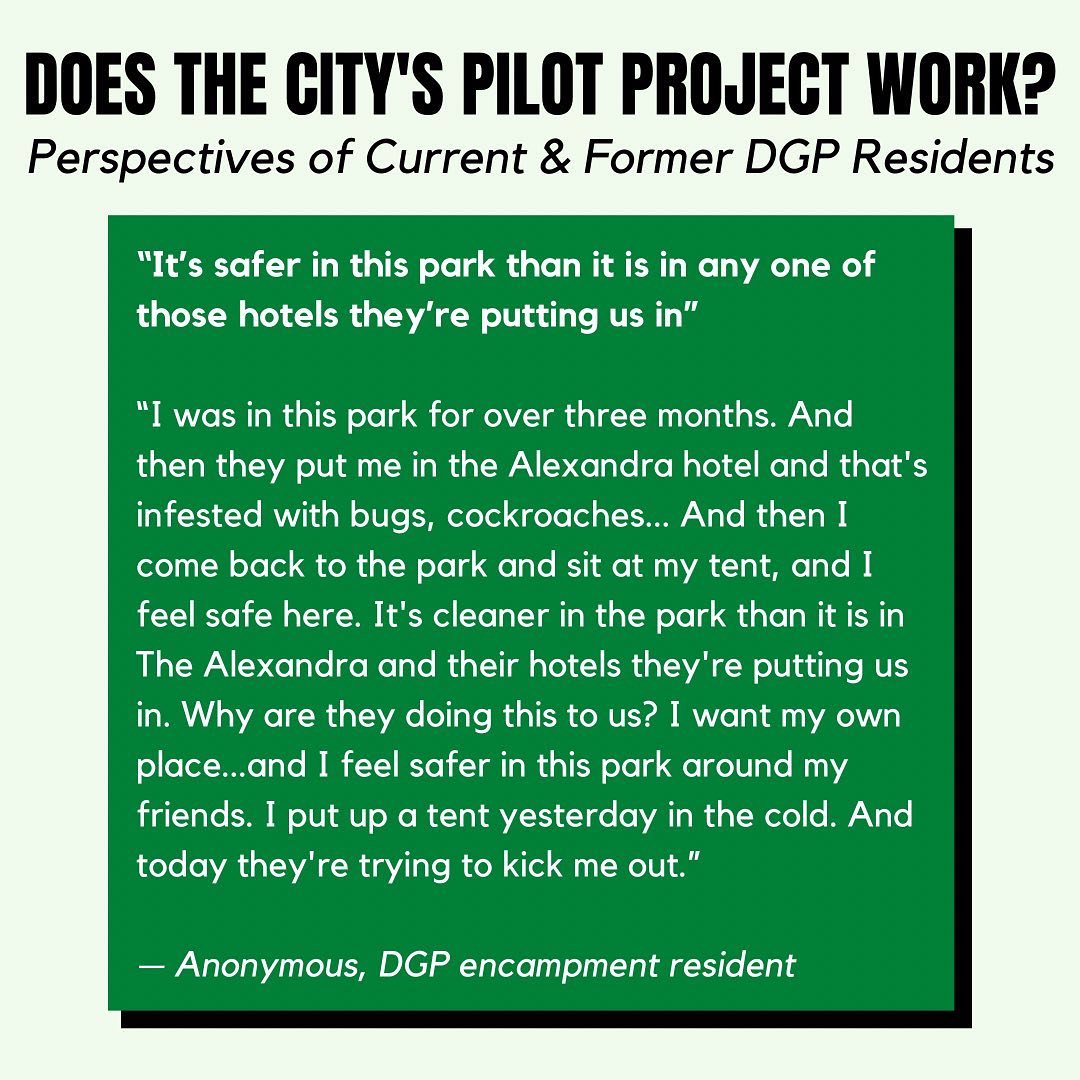 DOES THE CITY'S PILOT PROJECT WORK?
Perspectives of Current & Former DGP Residents
“It’s safer in this park than it is in any one of
those hotels they’re putting us in”
“I was in this park for over three months. And
then they put me in the Alexandra hotel and that's
infested with bugs, cockroaches... And then I
come back to the park and sit at my tent, and I
feel safe here. It's cleaner in the park than it is in
The Alexandra and their hotels they're putting us
in. Why are they doing this to us? I want my own
place...and I feel safer in this park around my
friends. I put up a tent yesterday in the cold. And
today they're trying to kick me out.”
— Anonymous, DGP encampment resident